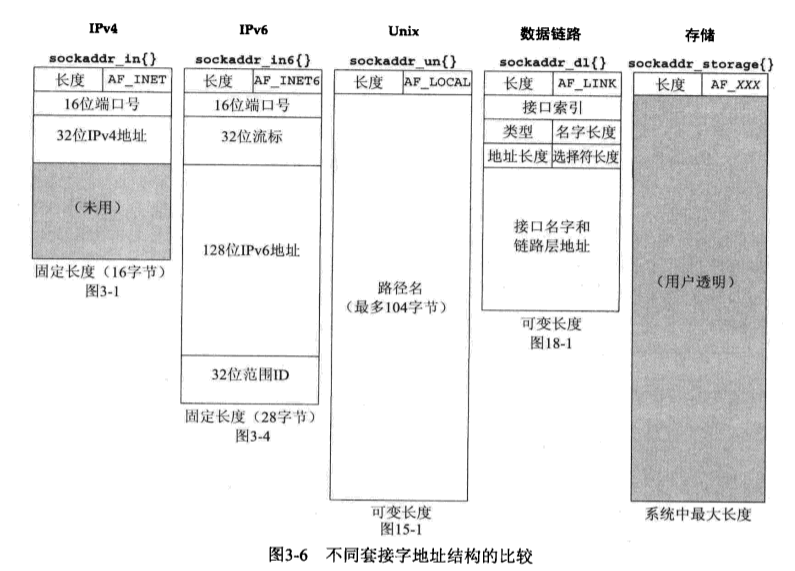 IPv4
sockaddr_in{}
长度 AF_INET
16位端口号
32位IPv4地址
（未用）
固定长度（16字节）
图3-1
IPv6
sockaddr_in6{}
长度 AF_INET6
16位端口号
32位流标
128位IPv6地址
32位范围ID
固定长度（28字节）
图3-4
Unix
sockaddr_un{}
长度 AF_LOCAL
路径名
（最多104字节）
可变长度
图15-1
数据链路
sockaddr_dl{}
长度 AF_LINK
接口索引
类型 名字长度
地址长度 选择符长度
接口名字和
链路层地址
可变长度
图18-1
存储
sockaddr_storage{}
长度 AF_XXX
（用户透明）
系统中最大长度
图3-6 不同套接字地址结构的比较